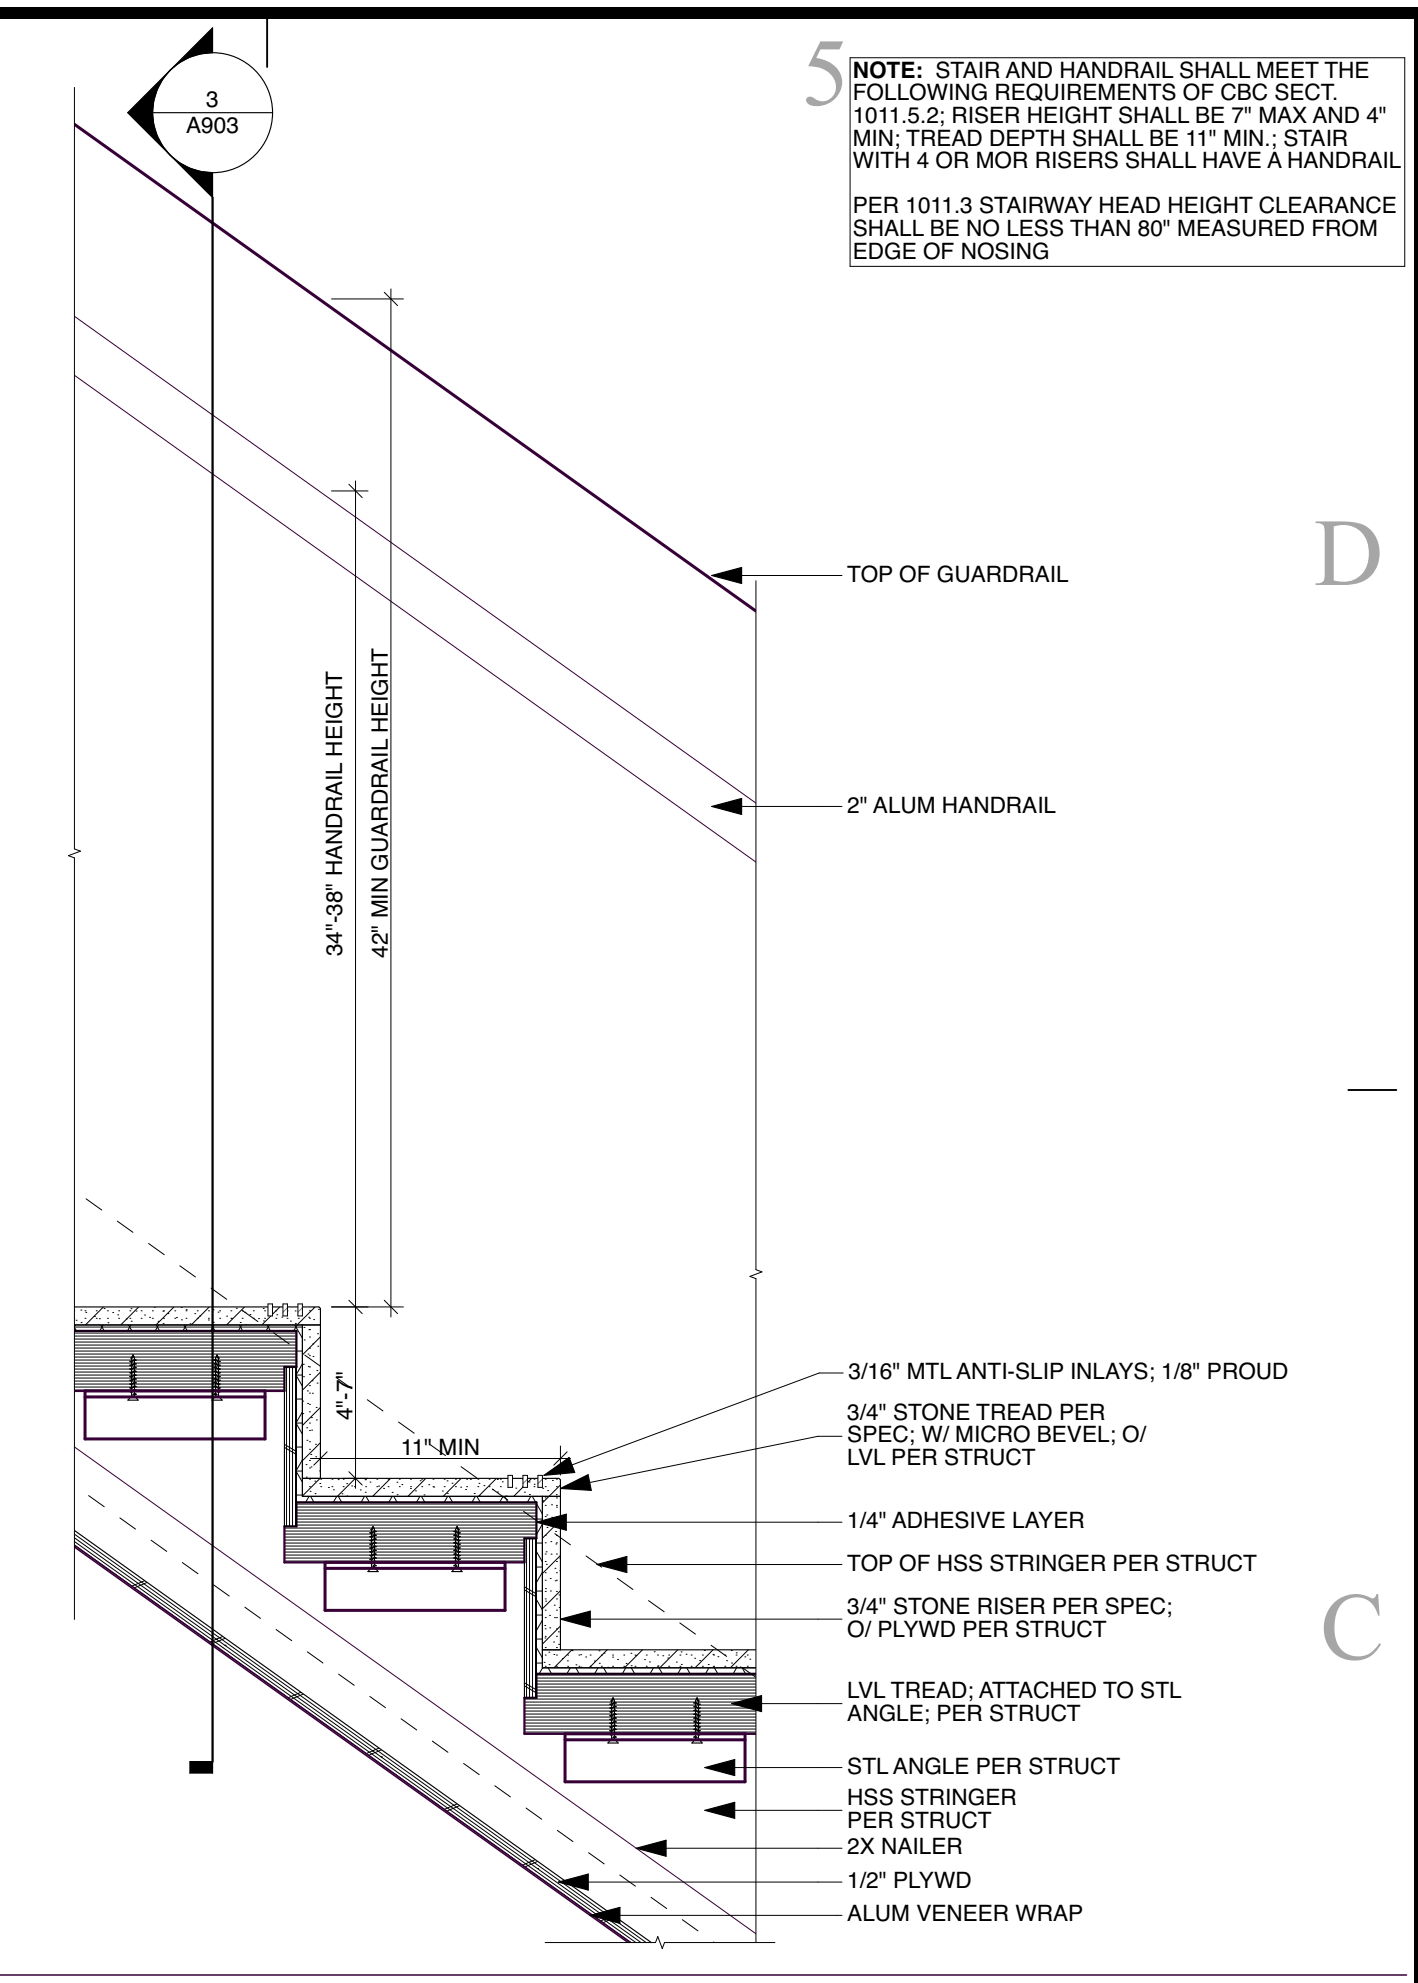 3
A903
5
NOTE: STAIR AND HANDRAIL SHALL MEET THE
FOLLOWING REQUIREMENTS OF CBC SECT.
1011.5.2; RISER HEIGHT SHALL BE 7" MAX AND 4"
MIN; TREAD DEPTH SHALL BE 11" MIN.; STAIR
WITH 4 OR MOR RISERS SHALL HAVE A HANDRAIL
PER 1011.3 STAIRWAY HEAD HEIGHT CLEARANCE
SHALL BE NO LESS THAN 80" MEASURED FROM
EDGE OF NOSING
D
TOP OF GUARDRAIL
34"-38" HANDRAIL HEIGHT
42" MIN GUARDRAIL HEIGHT
2" ALUM HANDRAIL
4"-7"
11" MIN
3/16" MTL ANTI-SLIP INLAYS; 1/8" PROUD
3/4" STONE TREAD PER
SPEC; W/ MICRO BEVEL; O/
LVL PER STRUCT
1/4" ADHESIVE LAYER
TOP OF HSS STRINGER PER STRUCT
3/4" STONE RISER PER SPEC;
O/ PLYWD PER STRUCT
C
LVL TREAD; ATTACHED TO STL
ANGLE; PER STRUCT
STL ANGLE PER STRUCT
HSS STRINGER
PER STRUCT
2X NAILER
1/2" PLYWD
ALUM VENEER WRAP